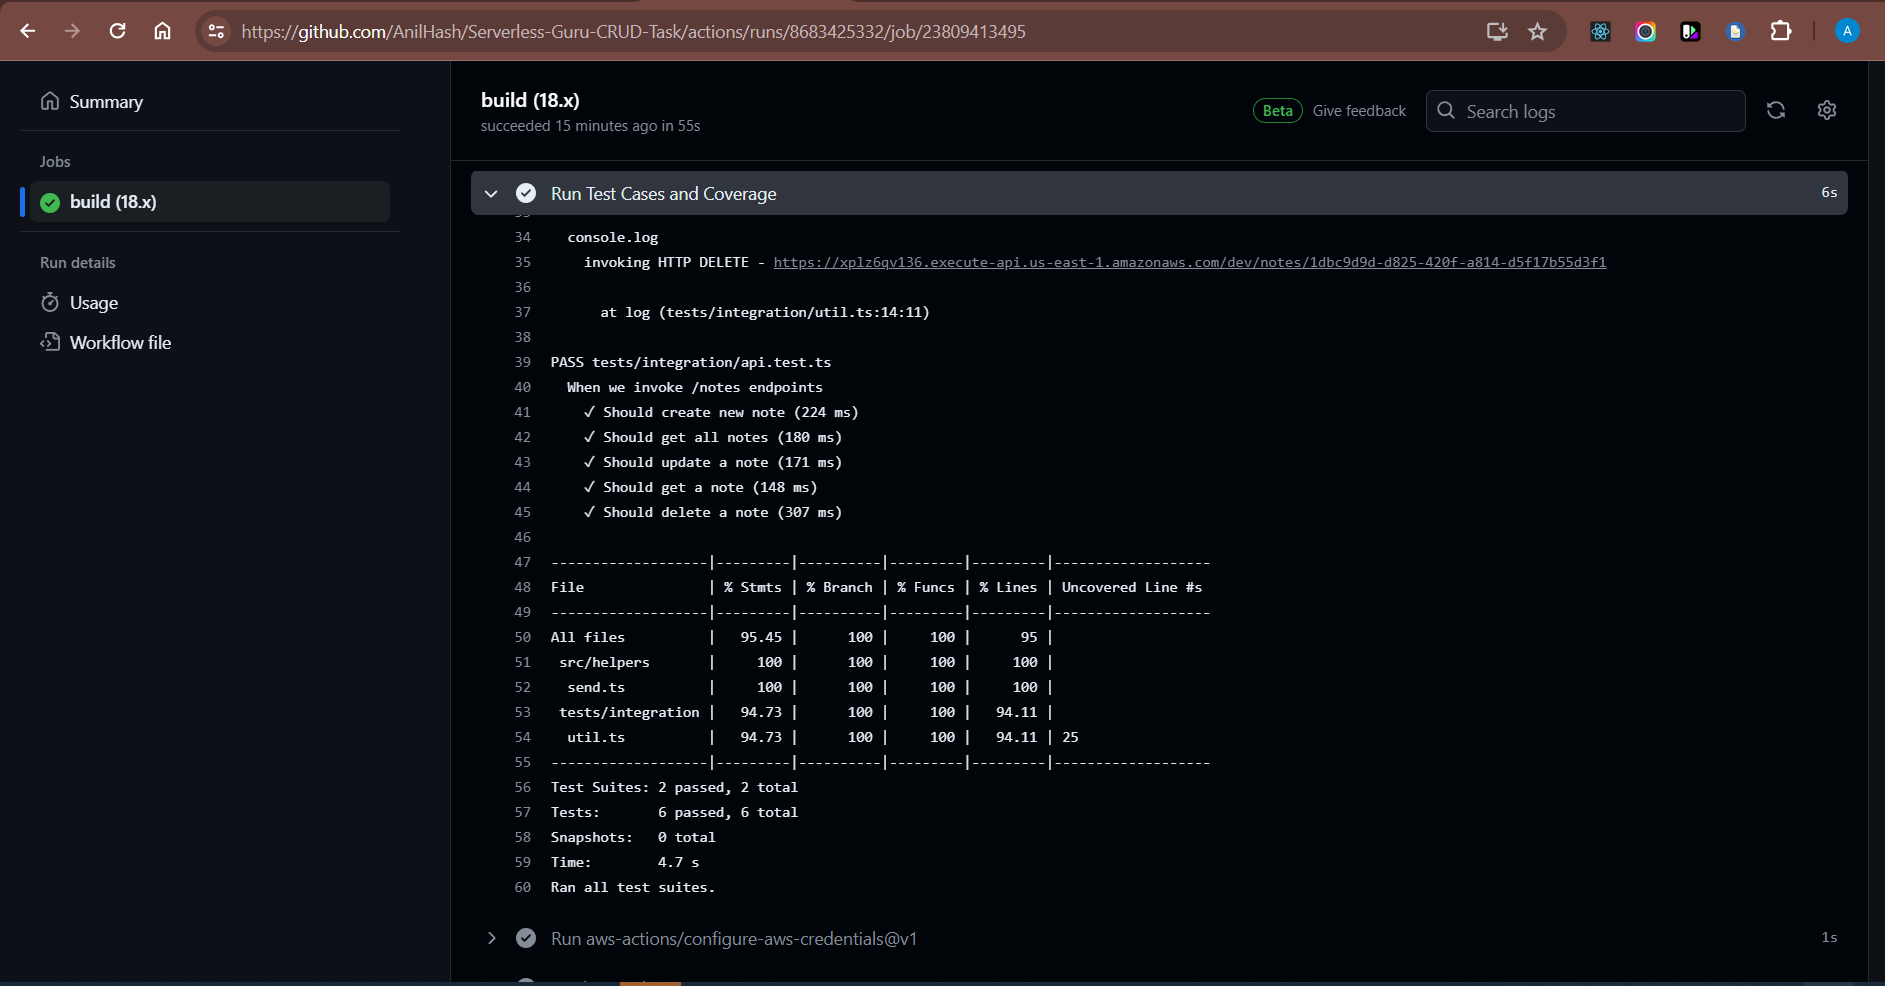 https://github.com/AnilHash/Serverless-Guru-CRUD-Task/actions/runs/8683425332/job/23809413495
A
Summary
Jobs
build (18.x)
Run details
Usage
Workflow file
build (18.x)
succeeded 15 minutes ago in 55s
Beta
Give feedback
Search logs
Run Test Cases and Coverage 6s
34 console.log
35 invoking HTTP DELETE - https://xplz6qv136.execute-api.us-east-1.amazonaws.com/dev/notes/1dbc9d9d-d825-420f-a814-d5f17b55d3f1
36
37 at log (tests/integration/util.ts:14:11)
38
39 PASS tests/integration/api.test.ts
40 When we invoke /notes endpoints
41 ✓ Should create new note (224 ms)
42 ✓ Should get all notes (180 ms)
43 ✓ Should update a note (171 ms)
44 ✓ Should get a note (148 ms)
45 ✓ Should delete a note (307 ms)
46
47 -------------------|---------|----------|---------|---------|-------------------
48 File | % Stmts | % Branch | % Funcs | % Lines | Uncovered Line #s
49 -------------------|---------|----------|---------|---------|-------------------
50 All files | 95.45 | 100 | 100 | 95 |
51 src/helpers | 100 | 100 | 100 | 100 |
52 send.ts | 100 | 100 | 100 | 100 |
53 tests/integration | 94.73 | 100 | 100 | 94.11 |
54 util.ts | 94.73 | 100 | 100 | 94.11 | 25
55 -------------------|---------|----------|---------|---------|-------------------
56 Test Suites: 2 passed, 2 total
57 Tests: 6 passed, 6 total
58 Snapshots: 0 total
59 Time: 4.7 s
60 Ran all test suites.
Run aws-actions/configure-aws-credentials@v1 1s